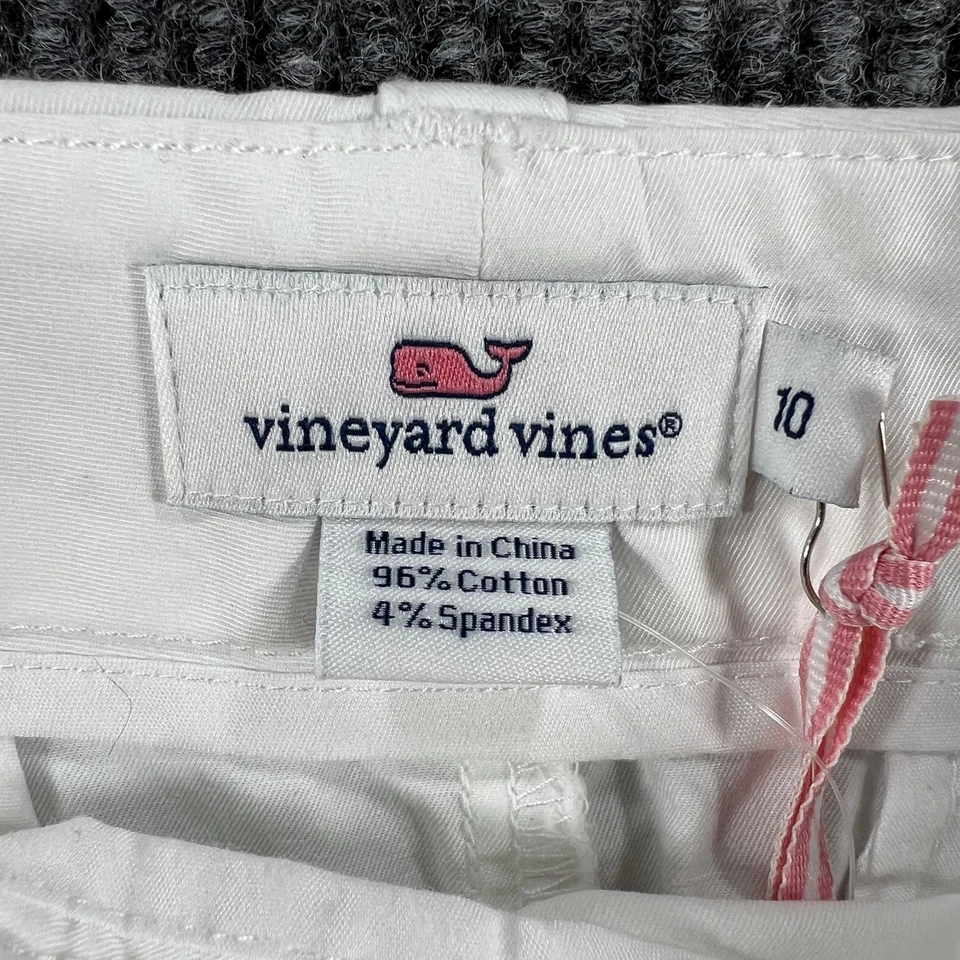 vineyard vines®
10
Made in China
96% Cotton
4% Spandex